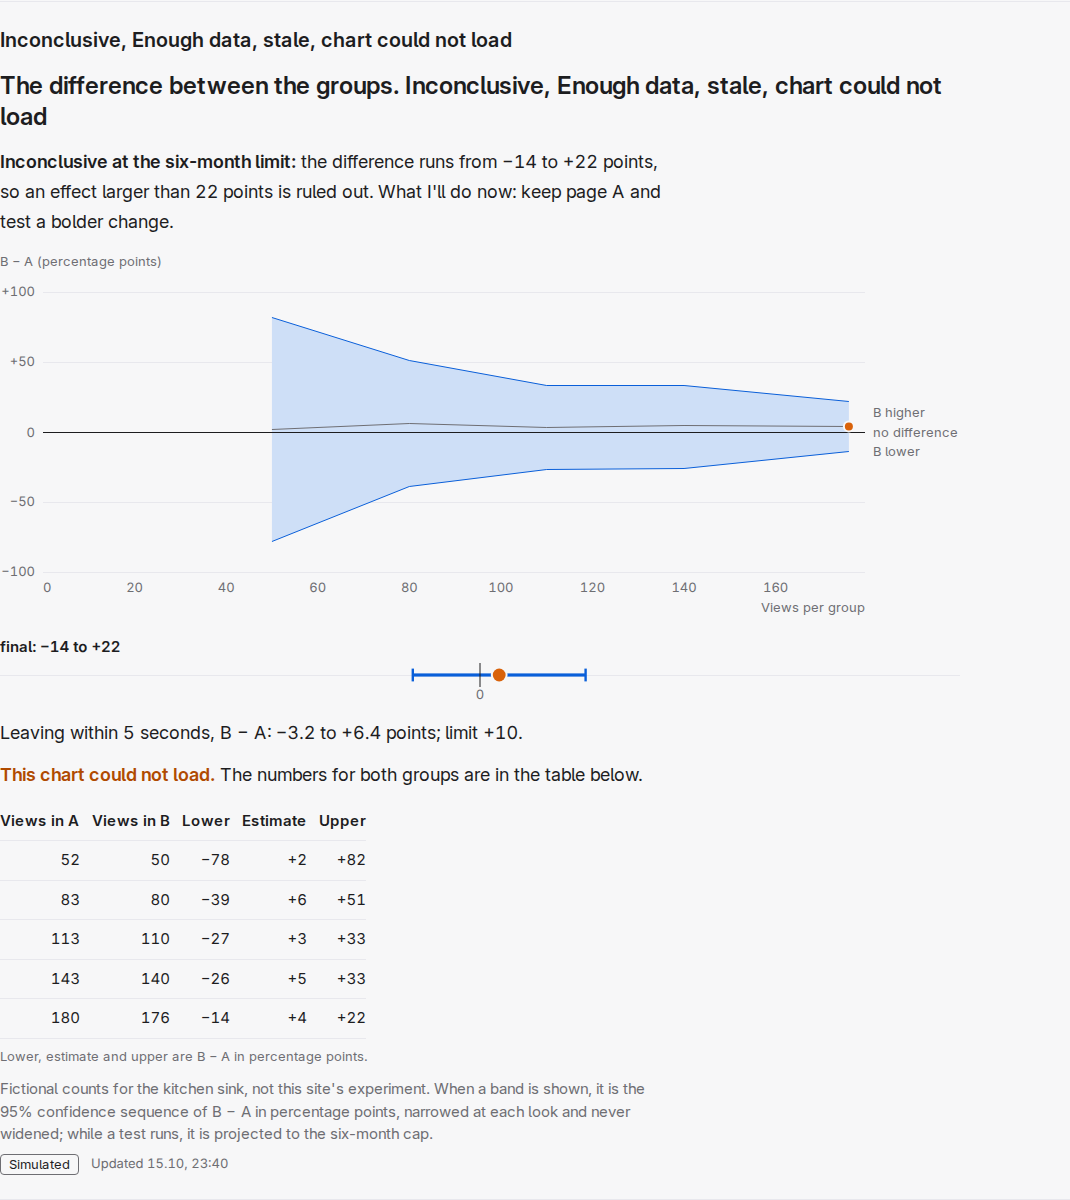 Inconclusive, Enough data, stale, chart could not load
The difference between the groups. Inconclusive, Enough data, stale, chart could not
load
Inconclusive at the six-month limit: the difference runs from −14 to +22 points,
so an effect larger than 22 points is ruled out. What I'll do now: keep page A and
test a bolder change.
B − A (percentage points)
+100
+50
0
−50
−100
B higher
no difference
B lower
0 20 40 60 80 100 120 140 160
Views per group
final: −14 to +22
0
Leaving within 5 seconds, B − A: −3.2 to +6.4 points; limit +10.
This chart could not load. The numbers for both groups are in the table below.
Views in A Views in B Lower Estimate Upper
52 50 −78 +2 +82
83 80 −39 +6 +51
113 110 −27 +3 +33
143 140 −26 +5 +33
180 176 −14 +4 +22
Lower, estimate and upper are B − A in percentage points.
Fictional counts for the kitchen sink, not this site's experiment. When a band is shown, it is the
95% confidence sequence of B − A in percentage points, narrowed at each look and never
widened; while a test runs, it is projected to the six-month cap.
Simulated Updated 15.10, 23:40